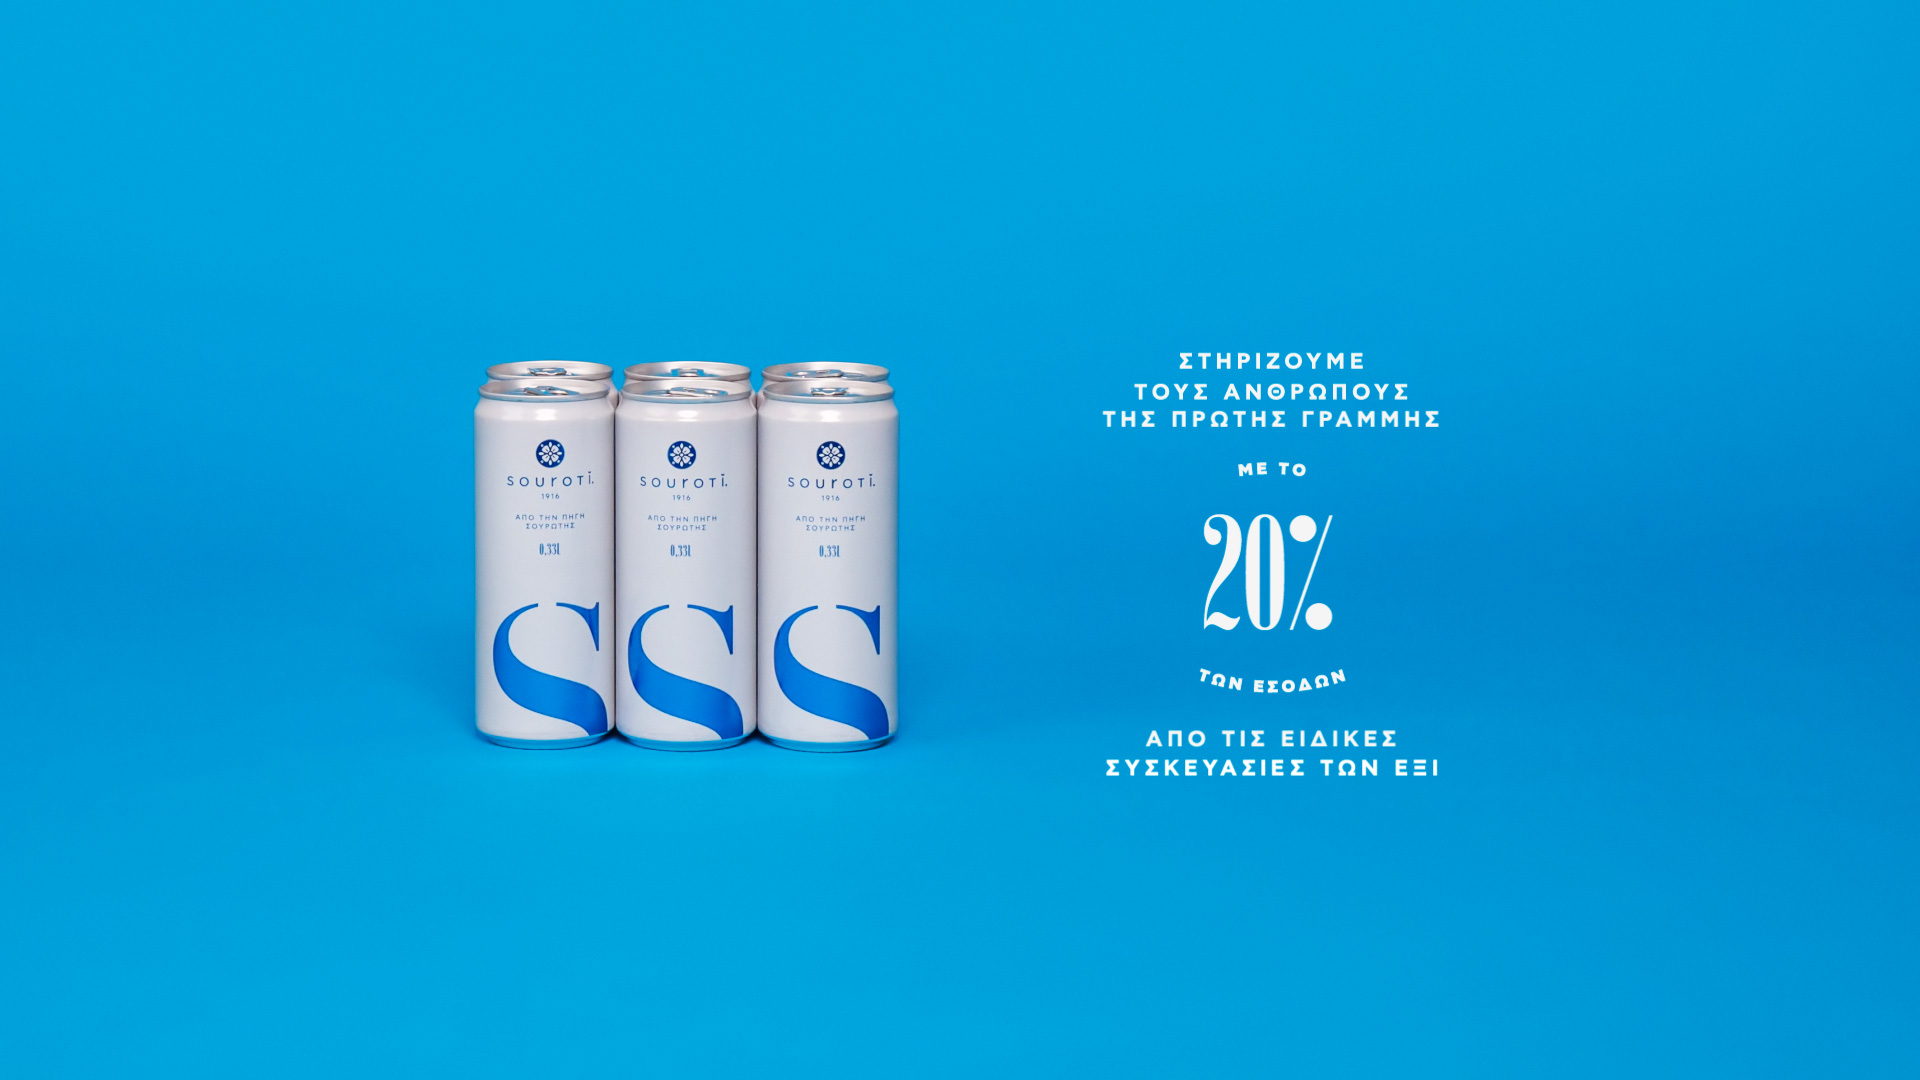 souroti.
1916
ΑΠΟ ΤΗΝ ΠΗΓΗ
ΣΟΥΡΩΤΗΣ
0,33L
S
souroti.
1916
ΑΠΟ ΤΗΝ ΠΗΓΗ
ΣΟΥΡΩΤΗΣ
0,33L
S
souroti.
1916
ΑΠΟ ΤΗΝ ΠΗΓΗ
ΣΟΥΡΩΤΗΣ
0,33L
S
ΣΤΗΡΙΖΟΥΜΕ
ΤΟΥΣ ΑΝΘΡΩΠΟΥΣ
ΤΗΣ ΠΡΩΤΗΣ ΓΡΑΜΜΗΣ
ΜΕ ΤΟ
20%
ΤΩΝ ΕΣΟΔΩΝ
ΑΠΟ ΤΙΣ ΕΙΔΙΚΕΣ
ΣΥΣΚΕΥΑΣΙΕΣ ΤΩΝ ΕΞΙ